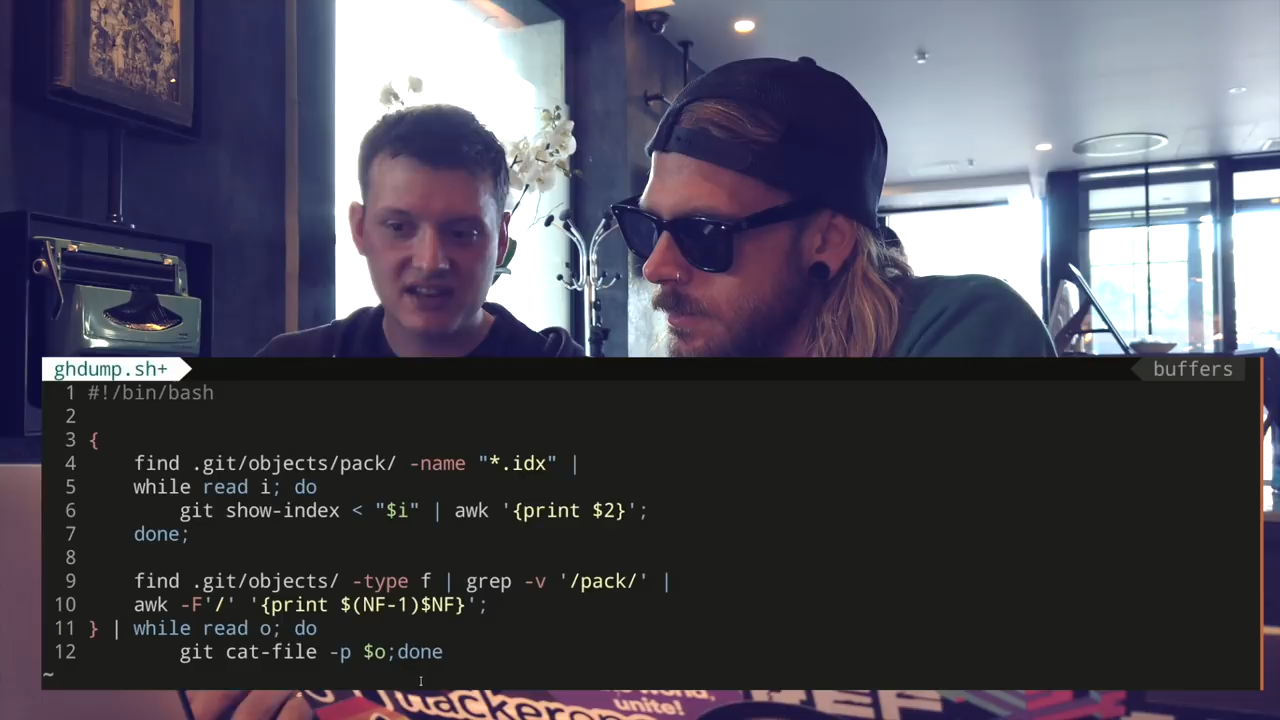 ghdump.sh+
buffers
1 #!/bin/bash
2
3 {
4     find .git/objects/pack/ -name "*.idx" |
5     while read i; do
6         git show-index < "$i" | awk '{print $2}';
7     done;
8
9     find .git/objects/ -type f | grep -v '/pack/' |
10     awk -F'/' '{print $(NF-1)$NF}';
11 } | while read o; do
12         git cat-file -p $o;done
~
unite!